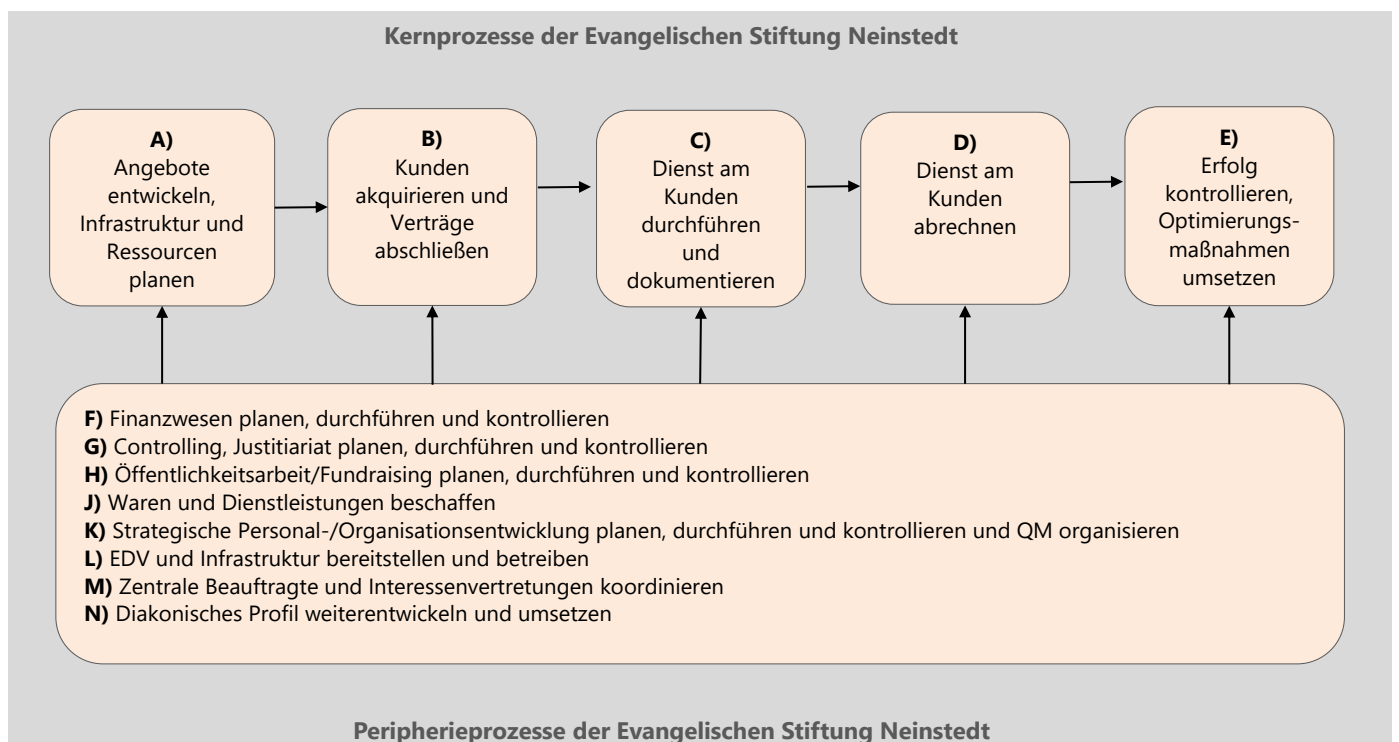 Kernprozesse der Evangelischen Stiftung Neinstedt
A)
Angebote
entwickeln,
Infrastruktur und
Ressourcen
planen
B)
Kunden
akquirieren und
Verträge
abschließen
C)
Dienst am
Kunden
durchführen
und
dokumentieren
D)
Dienst am
Kunden
abrechnen
E)
Erfolg
kontrollieren,
Optimierungs-
maßnahmen
umsetzen
F) Finanzwesen planen, durchführen und kontrollieren
G) Controlling, Justitiariat planen, durchführen und kontrollieren
H) Öffentlichkeitsarbeit/Fundraising planen, durchführen und kontrollieren
J) Waren und Dienstleistungen beschaffen
K) Strategische Personal-/Organisationsentwicklung planen, durchführen und kontrollieren und QM organisieren
L) EDV und Infrastruktur bereitstellen und betreiben
M) Zentrale Beauftragte und Interessenvertretungen koordinieren
N) Diakonisches Profil weiterentwickeln und umsetzen
Peripherieprozesse der Evangelischen Stiftung Neinstedt